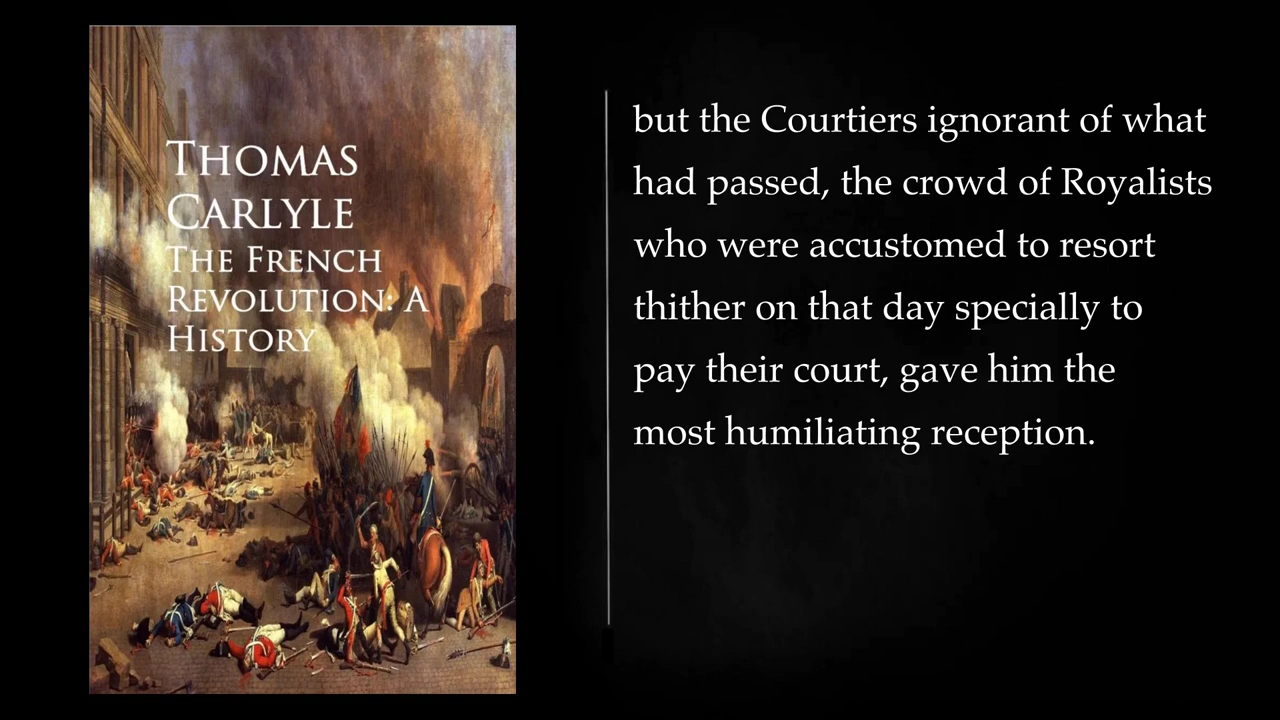 THOMAS
CARLYLE
THE FRENCH
REVOLUTION: A
HISTORY
but the Courtiers ignorant of what
had passed, the crowd of Royalists
who were accustomed to resort
thither on that day specially to
pay their court, gave him the
most humiliating reception.